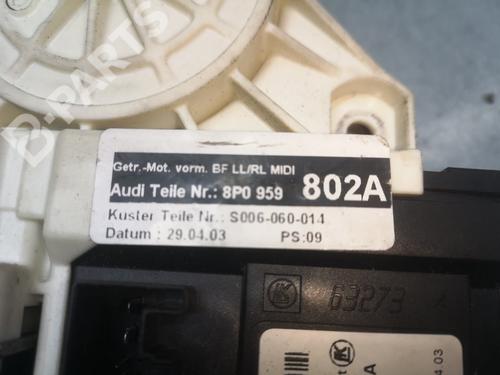 B-PARTS
Getr.-Mot. vorm. BF LL/RL MIDI
Audi Teile Nr.: 8P0 959 802A
Kuster Teile Nr.: S006-060-014
Datum : 29.04.03 PS:09
63273